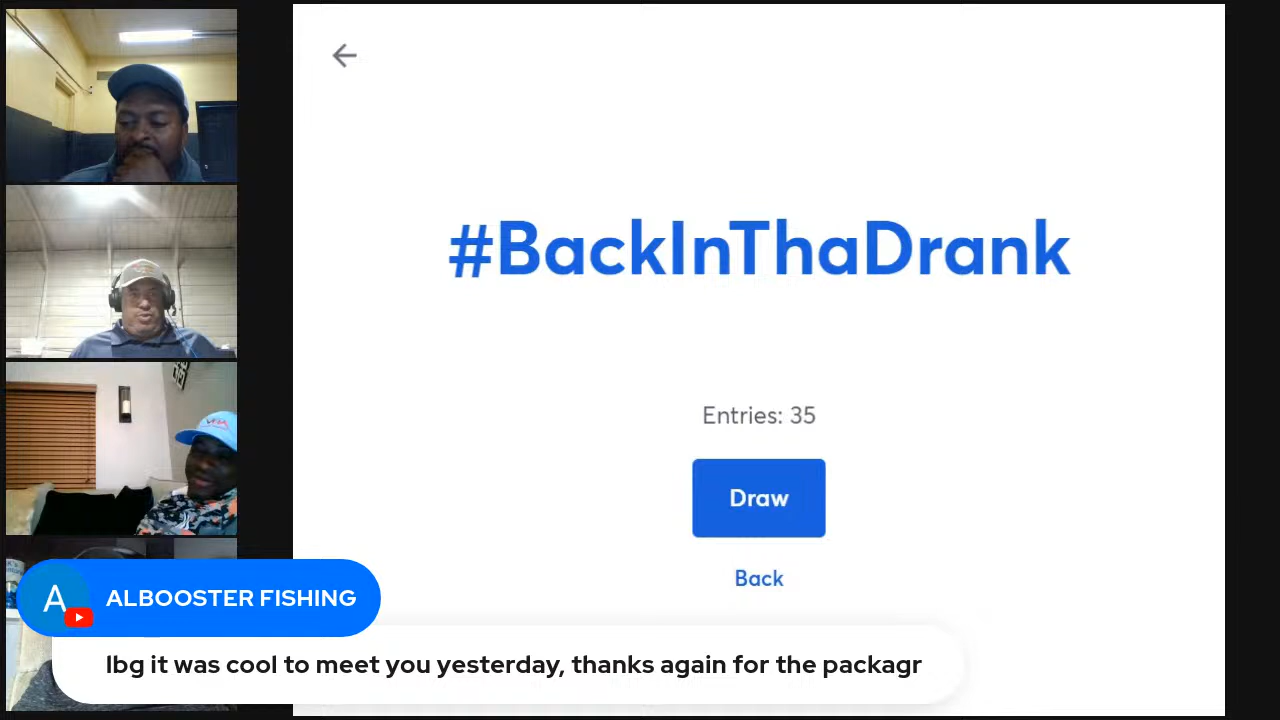 #BackInThaDrank
Entries: 35
Draw
Back
A
ALBOOSTER FISHING
lbg it was cool to meet you yesterday, thanks again for the packagr